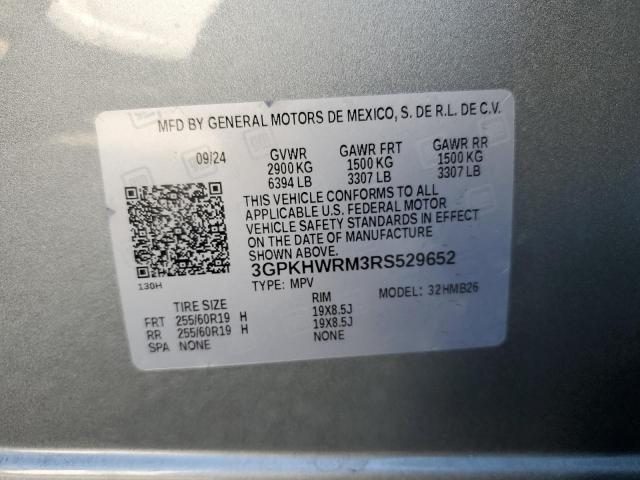 MFD BY GENERAL MOTORS DE MEXICO, S. DE R.L. DE C.V.
09/24 GVWR GAWR FRT GAWR RR
2900 KG 1500 KG 1500 KG
6394 LB 3307 LB 3307 LB
THIS VEHICLE CONFORMS TO ALL
APPLICABLE U.S. FEDERAL MOTOR
VEHICLE SAFETY STANDARDS IN EFFECT
ON THE DATE OF MANUFACTURE
SHOWN ABOVE.
3GPKHWRM3RS529652
130H TYPE: MPV MODEL: 32HMB26
TIRE SIZE RIM
FRT 255/60R19 H 19X8.5J
RR 255/60R19 H 19X8.5J
SPA NONE NONE